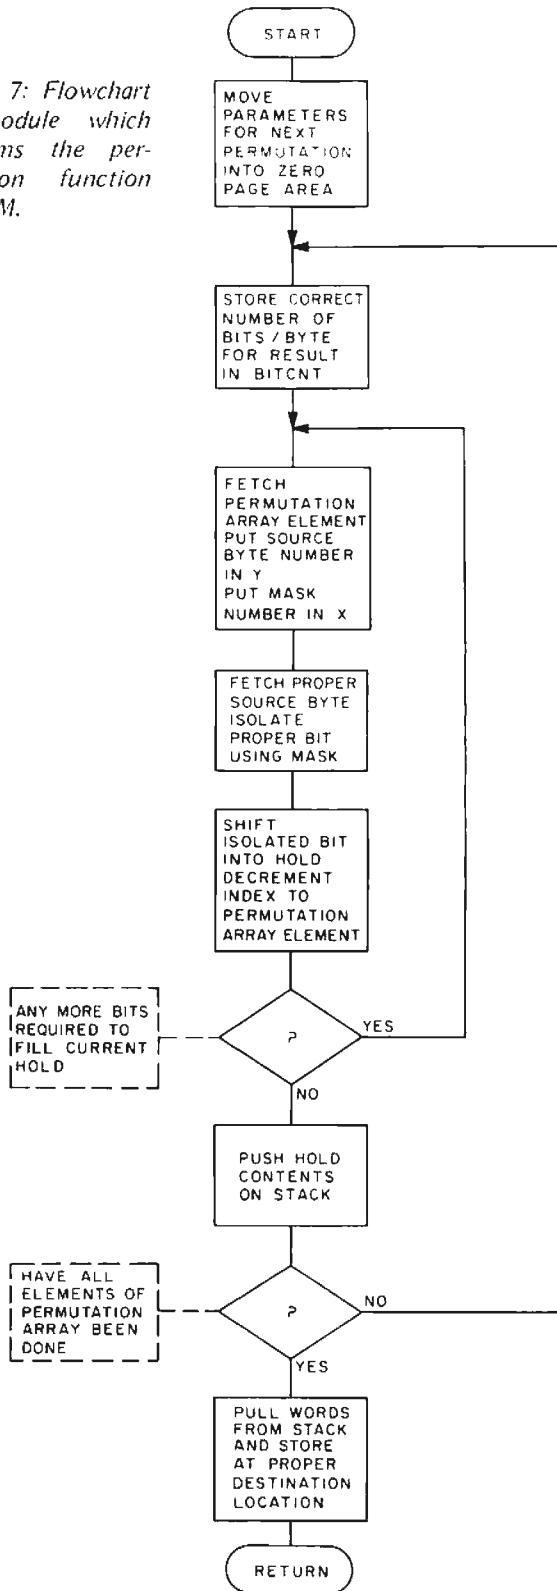 7: Flowchart
odule which
ms the per-
on function
M.
START
MOVE
PARAMETERS
FOR NEXT
PERMUTATION
INTO ZERO
PAGE AREA
STORE CORRECT
NUMBER OF
BITS / BYTE
FOR RESULT
IN BITCNT
FETCH
PERMUTATION
ARRAY ELEMENT
PUT SOURCE
BYTE NUMBER
IN Y
PUT MASK
NUMBER IN X
FETCH PROPER
SOURCE BYTE
ISOLATE
PROPER BIT
USING MASK
SHIFT
ISOLATED BIT
INTO HOLD
DECREMENT
INDEX TO
PERMUTATION
ARRAY ELEMENT
ANY MORE BITS
REQUIRED TO
FILL CURRENT
HOLD
?
YES
NO
PUSH HOLD
CONTENTS
ON STACK
HAVE ALL
ELEMENTS OF
PERMUTATION
ARRAY BEEN
DONE
?
NO
YES
PULL WORDS
FROM STACK
AND STORE
AT PROPER
DESTINATION
LOCATION
RETURN